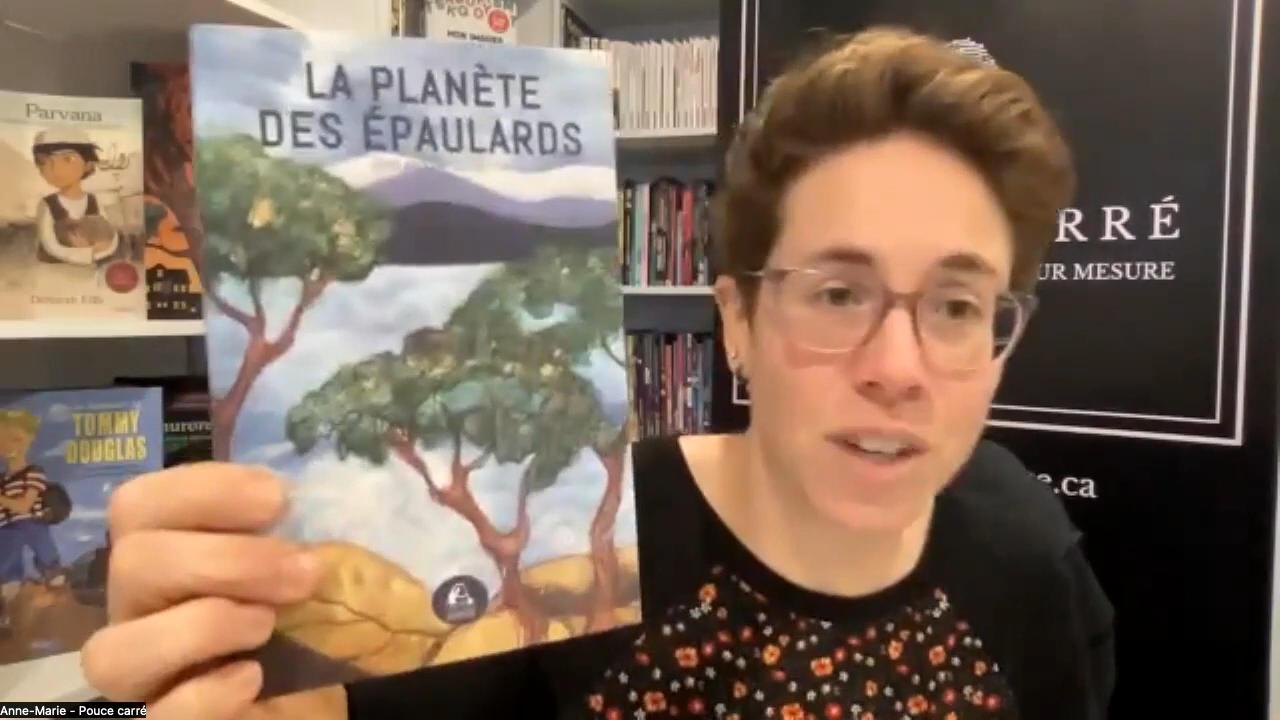 LA PLANÈTE
DES ÉPAULARDS
Parvana
Deborah Ellis
TOMMY
DOUGLAS
RRÉ
UR MESURE
e.ca
Anne-Marie - Pouce carré